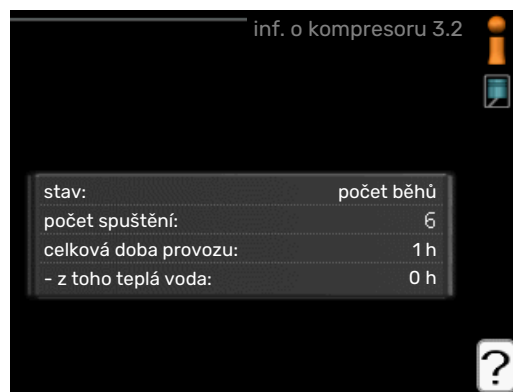 inf. o kompresoru 3.2
stav: počet běhů
počet spuštění: 6
celková doba provozu: 1 h
- z toho teplá voda: 0 h
?